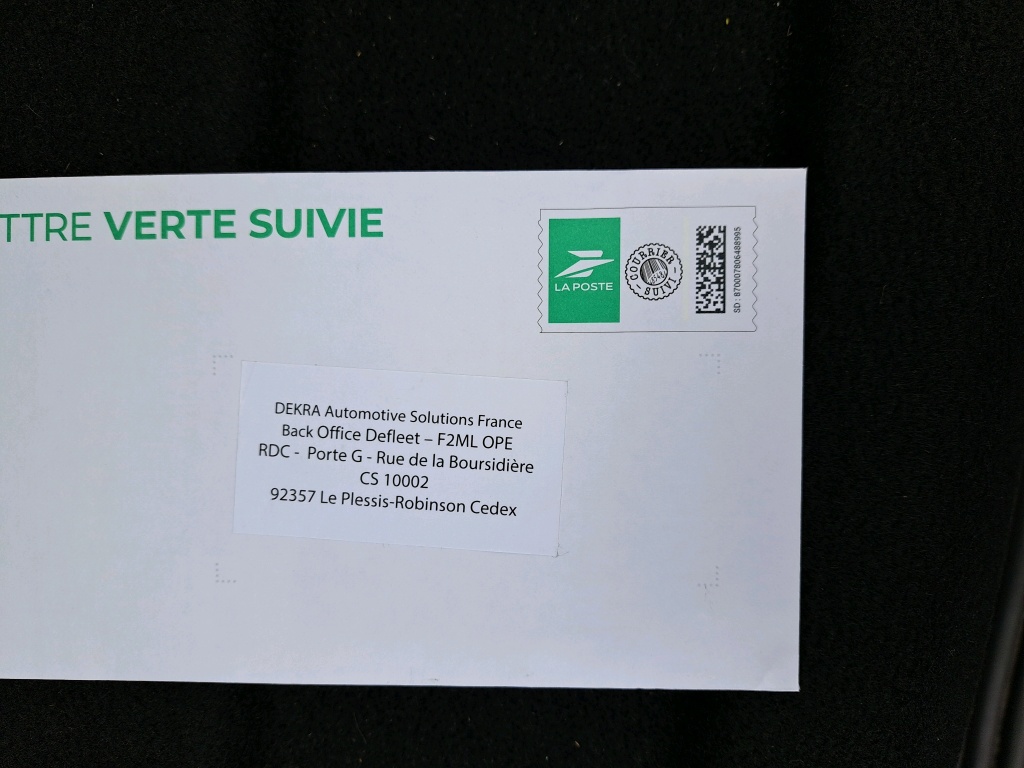 TTRE VERTE SUIVIE
LA POSTE
COURRIER
SUIVI
SD : 870007806488995
DEKRA Automotive Solutions France
Back Office Defleet – F2ML OPE
RDC - Porte G - Rue de la Boursidière
CS 10002
92357 Le Plessis-Robinson Cedex